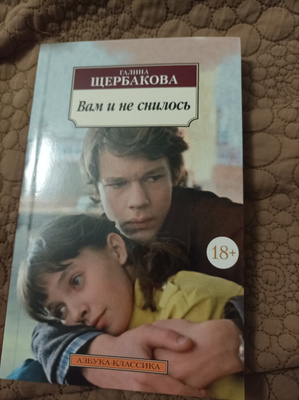 ГАЛИНА
ЩЕРБАКОВА
Вам и не снилось
18+
АЗБУКА-КЛАССИКА